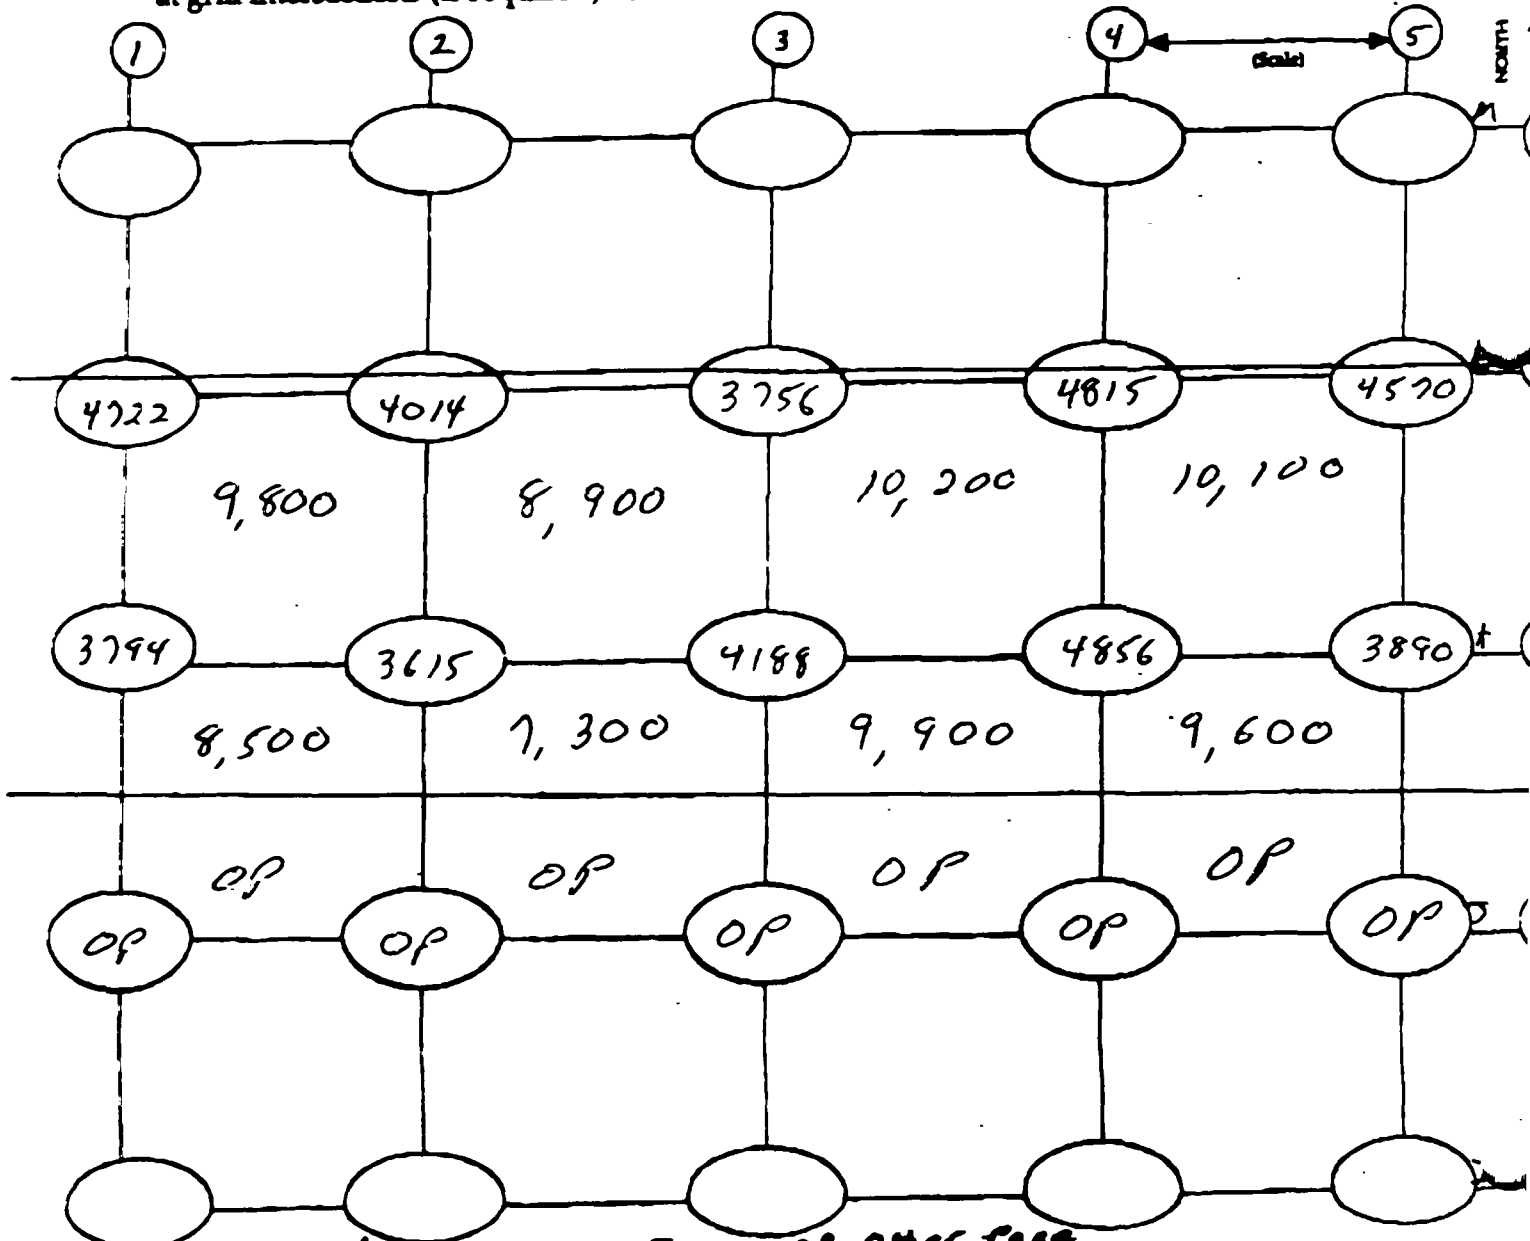 1 2 3 4 5
(Scale)
NORTH
4722 4014 3756 4815 4570
9,800 8,900 10,200 10,100
3794 3615 4188 4856 3890
8,500 7,300 9,900 9,600
OP OP OP OP
OP OP OP OP OP